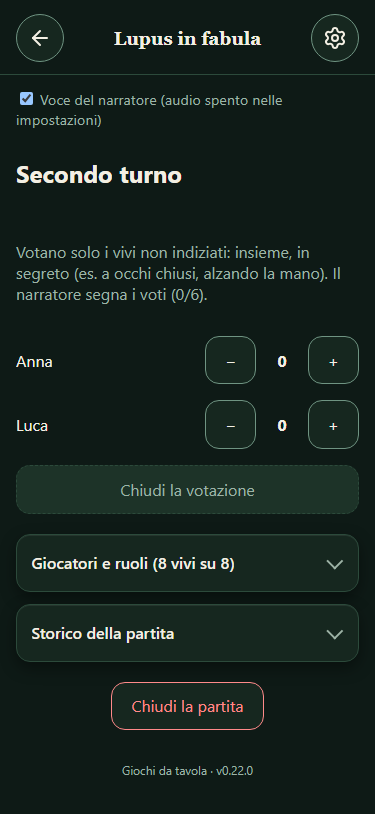 Lupus in fabula
Voce del narratore (audio spento nelle
impostazioni)
Secondo turno
Votano solo i vivi non indiziati: insieme, in
segreto (es. a occhi chiusi, alzando la mano). Il
narratore segna i voti (0/6).
Anna − 0 +
Luca − 0 +
Chiudi la votazione
Giocatori e ruoli (8 vivi su 8)
Storico della partita
Chiudi la partita
Giochi da tavola · v0.22.0